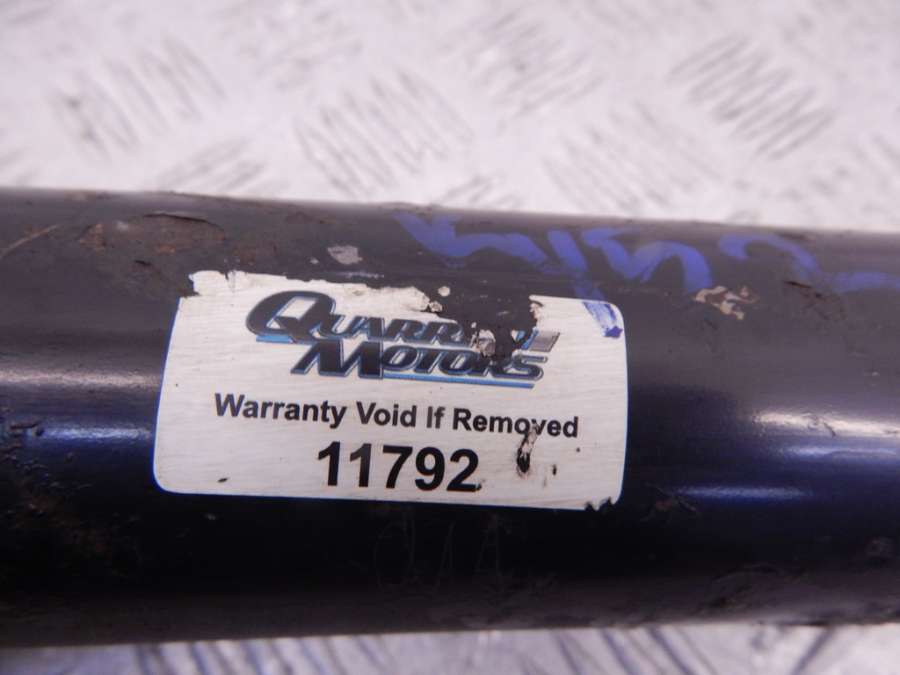 Motors
Warranty Void If Removed
11792